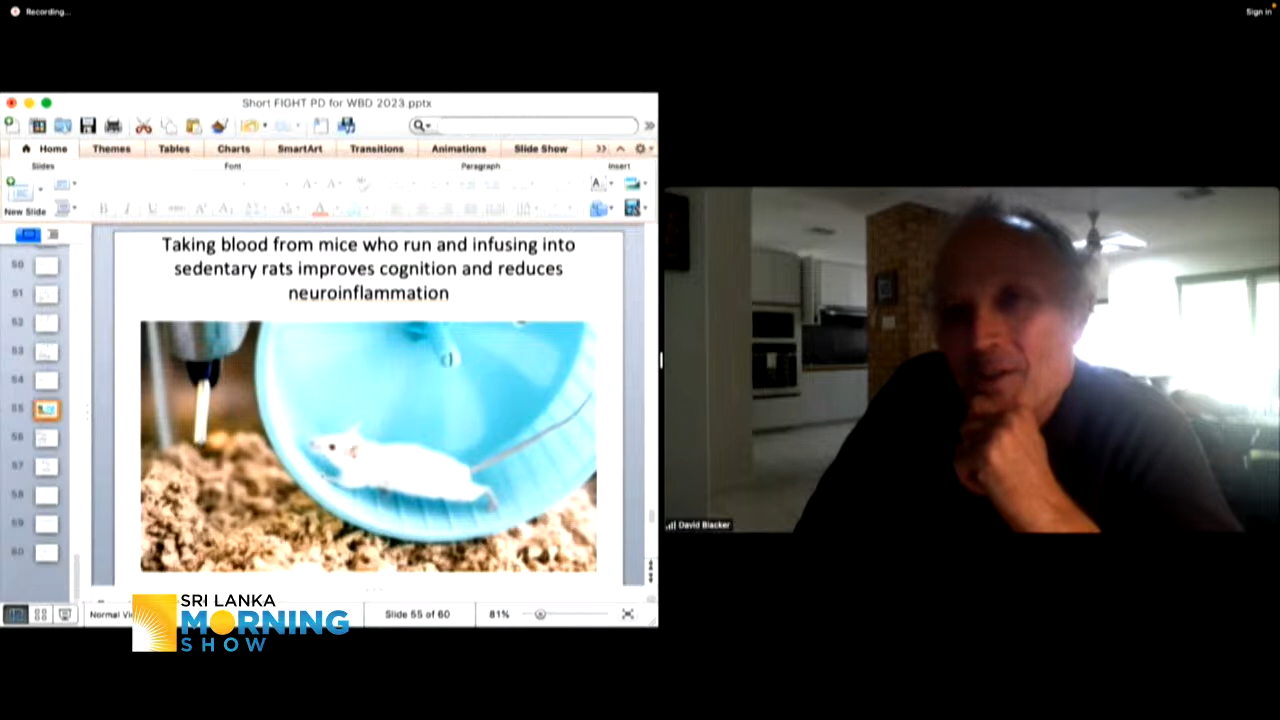 Recording...
Sign in
Short FIGHT PD for WBD 2023.pptx
Home Themes Tables Charts SmartArt Transitions Animations Slide Show
Slides Font Paragraph Insert
New Slide
Taking blood from mice who run and infusing into
sedentary rats improves cognition and reduces
neuroinflammation
50
51
52
53
54
55
56
57
58
59
60
David Blacker
Normal Slide 55 of 60 81%
SRI LANKA
MORNING
SHOW